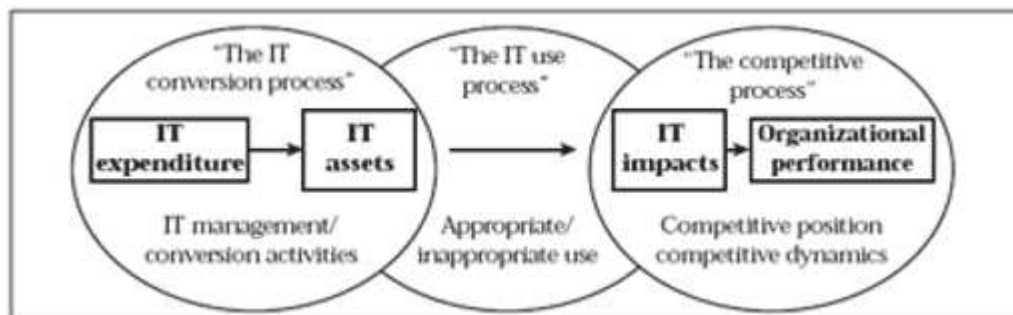 "The IT
conversion process"
IT
expenditure
IT
assets
IT management/
conversion activities
"The IT use
process"
Appropriate/
inappropriate use
"The competitive
process"
IT
impacts
Organizational
performance
Competitive position
competitive dynamics